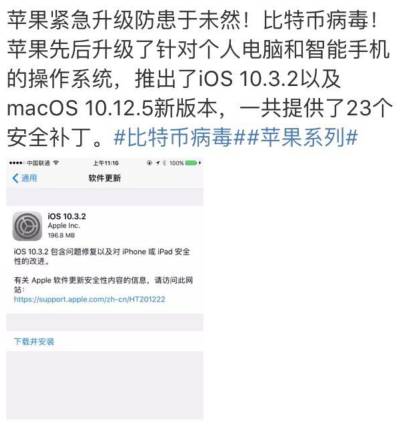 苹果紧急升级防患于未然！比特币病毒！
苹果先后升级了针对个人电脑和智能手机
的操作系统，推出了iOS 10.3.2以及
macOS 10.12.5新版本，一共提供了23个
安全补丁。#比特币病毒##苹果系列#
中国联通 上午11:16 100%
通用 软件更新
iOS 10.3.2
Apple Inc.
196.8 MB
iOS 10.3.2 包含问题修复以及对 iPhone 或 iPad 安全
性的改进。
有关 Apple 软件更新安全性内容的信息，请访问此网
站：
https://support.apple.com/zh-cn/HT201222
下载并安装